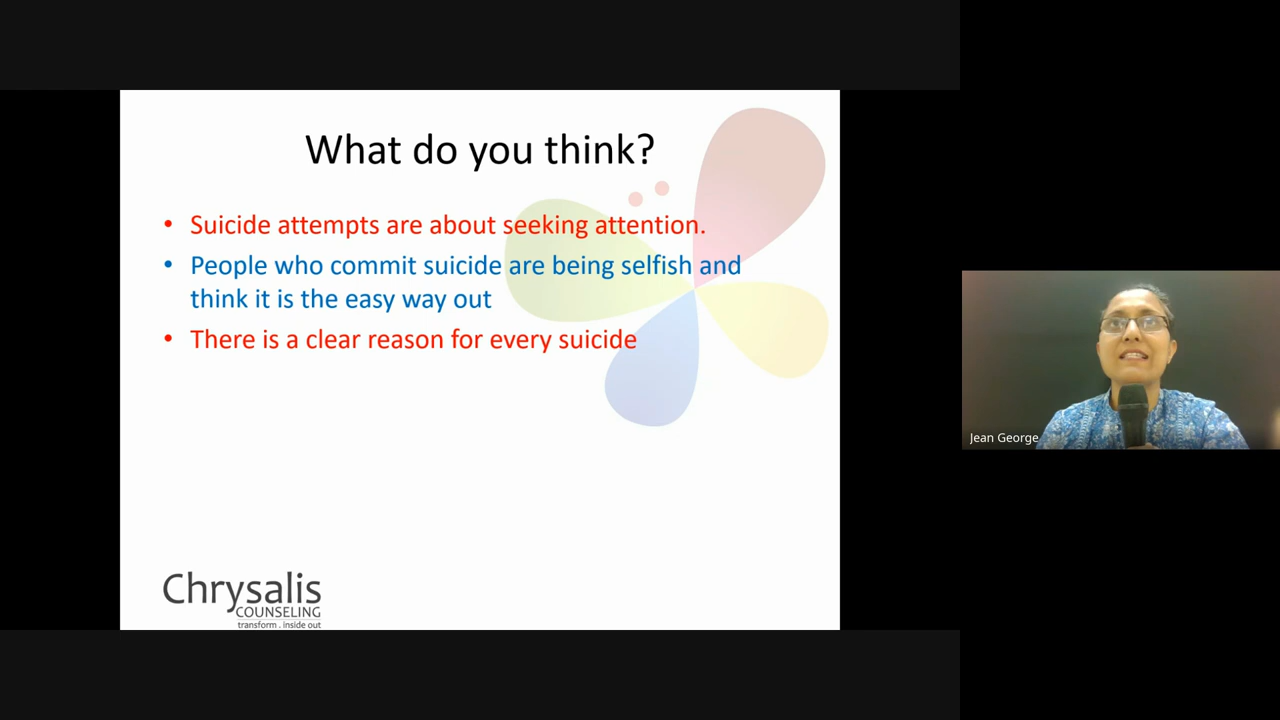 What do you think?
• Suicide attempts are about seeking attention.
• People who commit suicide are being selfish and
think it is the easy way out
• There is a clear reason for every suicide
Jean George
Chrysalis
COUNSELING
transform . inside out